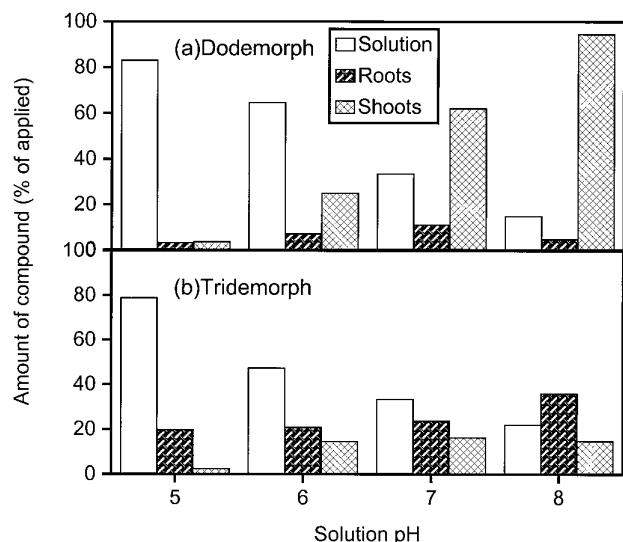 100
(a)Dodemorph
Solution
Roots
Shoots
80
60
40
20
100
(b)Tridemorph
80
60
40
20
0
5 6 7 8
Solution pH
Amount of compound (% of applied)